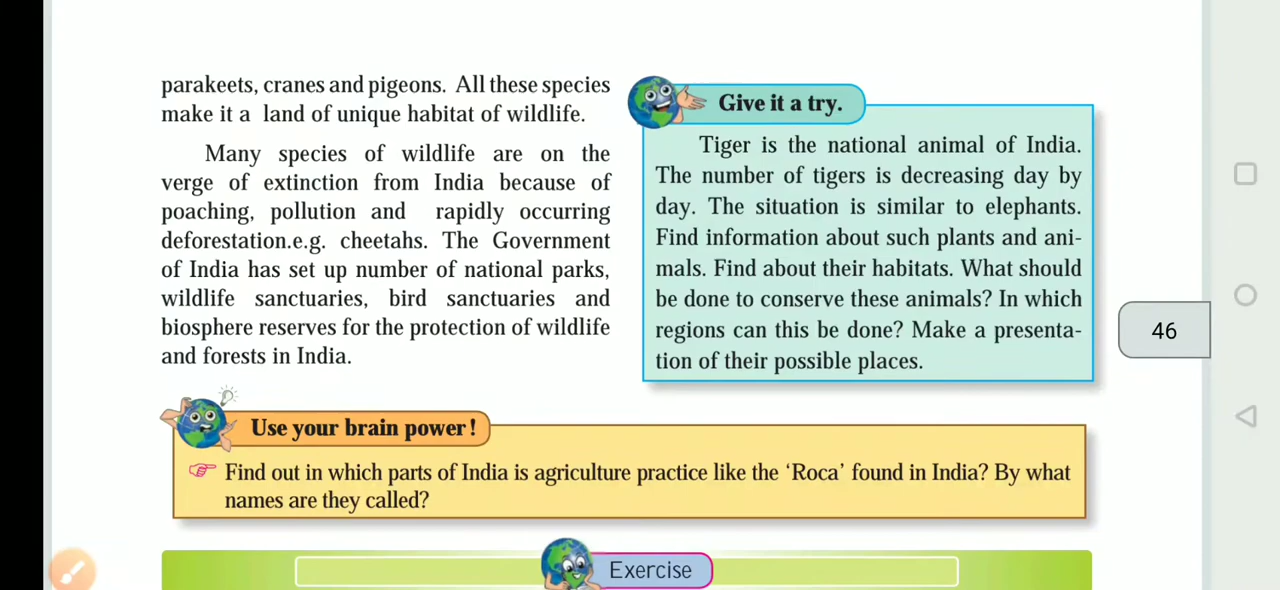 parakeets, cranes and pigeons. All these species
make it a land of unique habitat of wildlife.
Many species of wildlife are on the
verge of extinction from India because of
poaching, pollution and rapidly occurring
deforestation.e.g. cheetahs. The Government
of India has set up number of national parks,
wildlife sanctuaries, bird sanctuaries and
biosphere reserves for the protection of wildlife
and forests in India.
Give it a try.
Tiger is the national animal of India.
The number of tigers is decreasing day by
day. The situation is similar to elephants.
Find information about such plants and ani-
mals. Find about their habitats. What should
be done to conserve these animals? In which
regions can this be done? Make a presenta-
tion of their possible places.
46
Use your brain power!
Find out in which parts of India is agriculture practice like the ‘Roca’ found in India? By what
names are they called?
Exercise